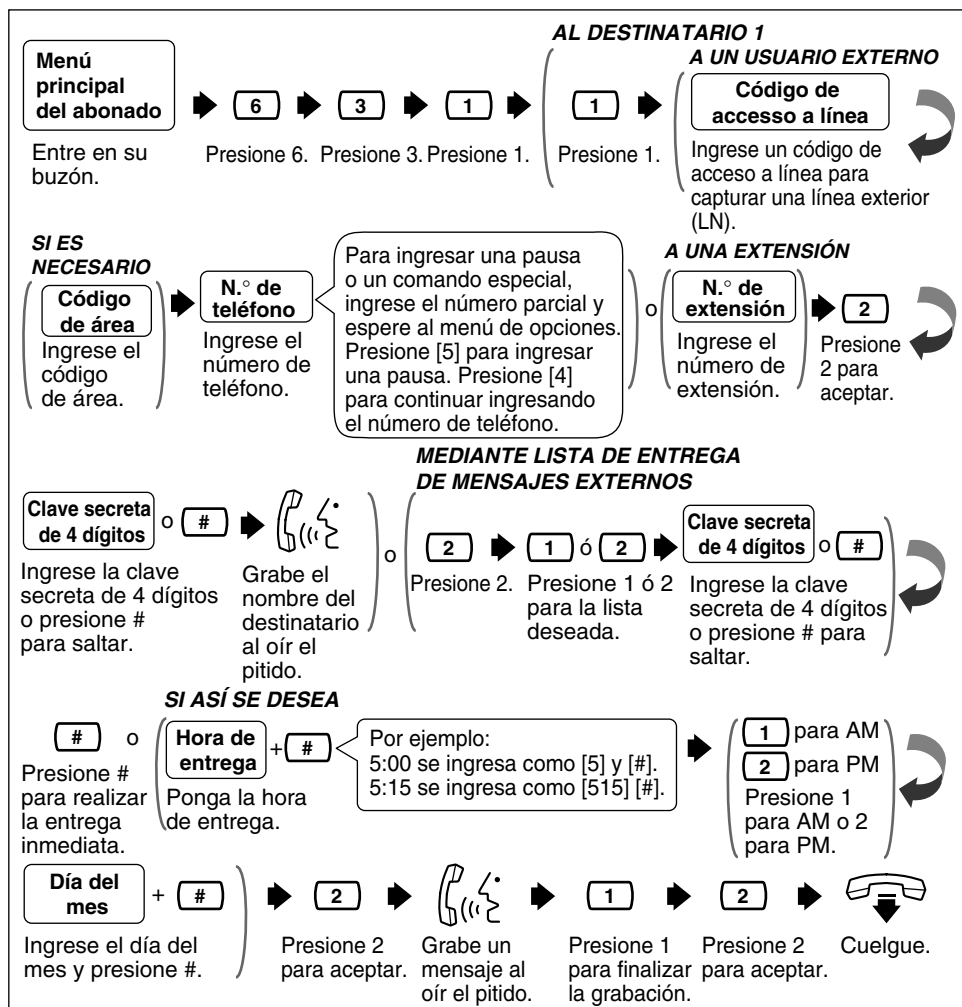 AL DESTINATARIO 1
A UN USUARIO EXTERNO
Menú
principal
del abonado
Entre en su
buzón.
6
Presione 6.
3
Presione 3.
1
Presione 1.
1
Presione 1.
Código de
accesso a línea
Ingrese un código de
acceso a línea para
capturar una línea exterior
(LN).
SI ES
NECESARIO
Código
de área
Ingrese el
código
de área.
N.° de
teléfono
Ingrese el
número de
teléfono.
Para ingresar una pausa
o un comando especial,
ingrese el número parcial y
espere al menú de opciones.
Presione [5] para ingresar
una pausa. Presione [4]
para continuar ingresando
el número de teléfono.
o
A UNA EXTENSIÓN
N.° de
extensión
Ingrese el
número de
extensión.
2
Presione
2 para
aceptar.
Clave secreta
de 4 dígitos
o #
Ingrese la clave
secreta de 4 dígitos
o presione #
para saltar.
Grabe el
nombre del
destinatario
al oír el
pitido.
o
MEDIANTE LISTA DE ENTREGA
DE MENSAJES EXTERNOS
2
Presione 2.
1 ó 2
Presione 1 ó 2
para la lista
deseada.
Clave secreta
de 4 dígitos
o #
Ingrese la clave
secreta de 4 dígitos
o presione # para
saltar.
# o
Presione #
para realizar
la entrega
inmediata.
SI ASÍ SE DESEA
Hora de
entrega
+ #
Ponga la hora
de entrega.
Por ejemplo:
5:00 se ingresa como [5] y [#].
5:15 se ingresa como [515] [#].
1 para AM
2 para PM
Presione 1
para AM o 2
para PM.
Día del
mes
+ #
Ingrese el día del
mes y presione #.
2
Presione 2
para aceptar.
Grabe un
mensaje al
oír el pitido.
1
Presione 1
para finalizar
la grabación.
2
Presione 2
para aceptar.
Cuelgue.